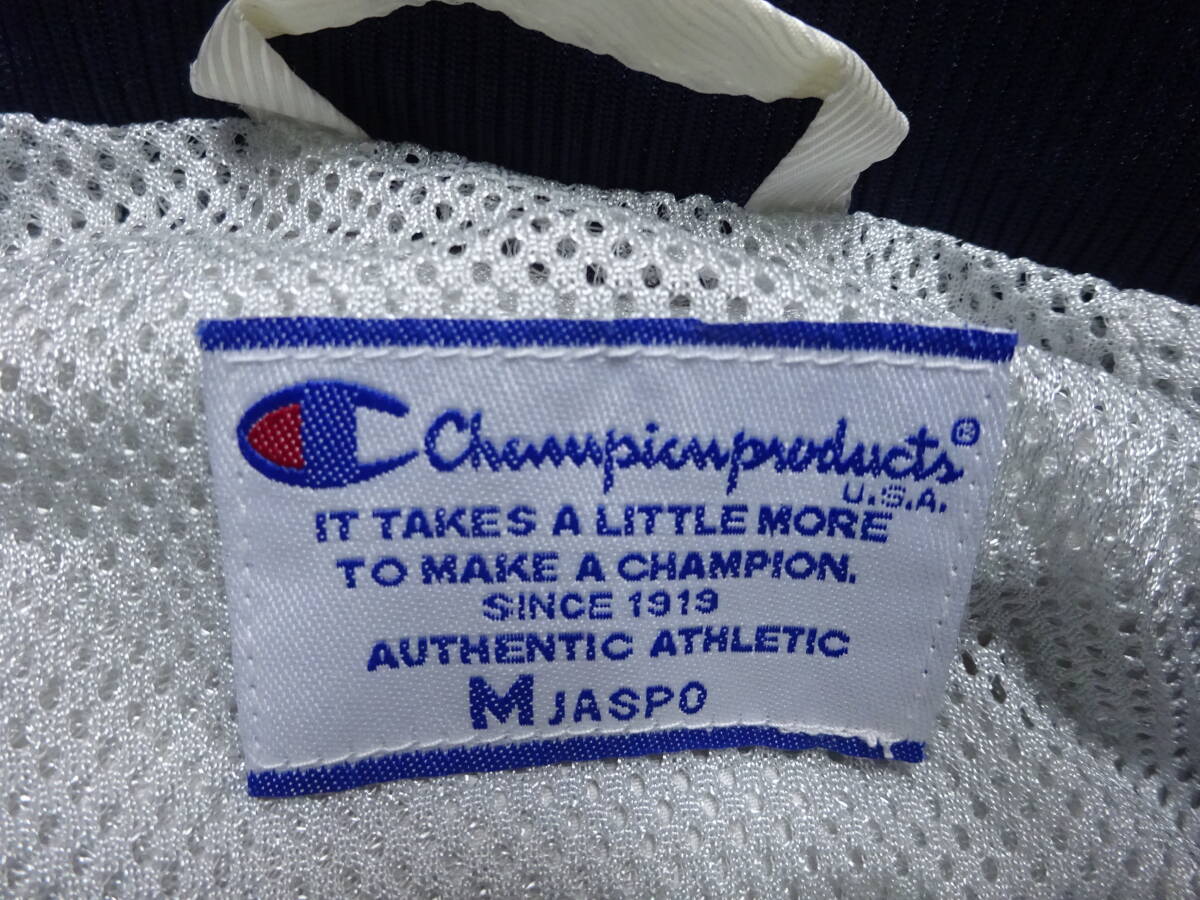 Championproducts®
U.S.A.
IT TAKES A LITTLE MORE
TO MAKE A CHAMPION.
SINCE 1919
AUTHENTIC ATHLETIC
M JASPO